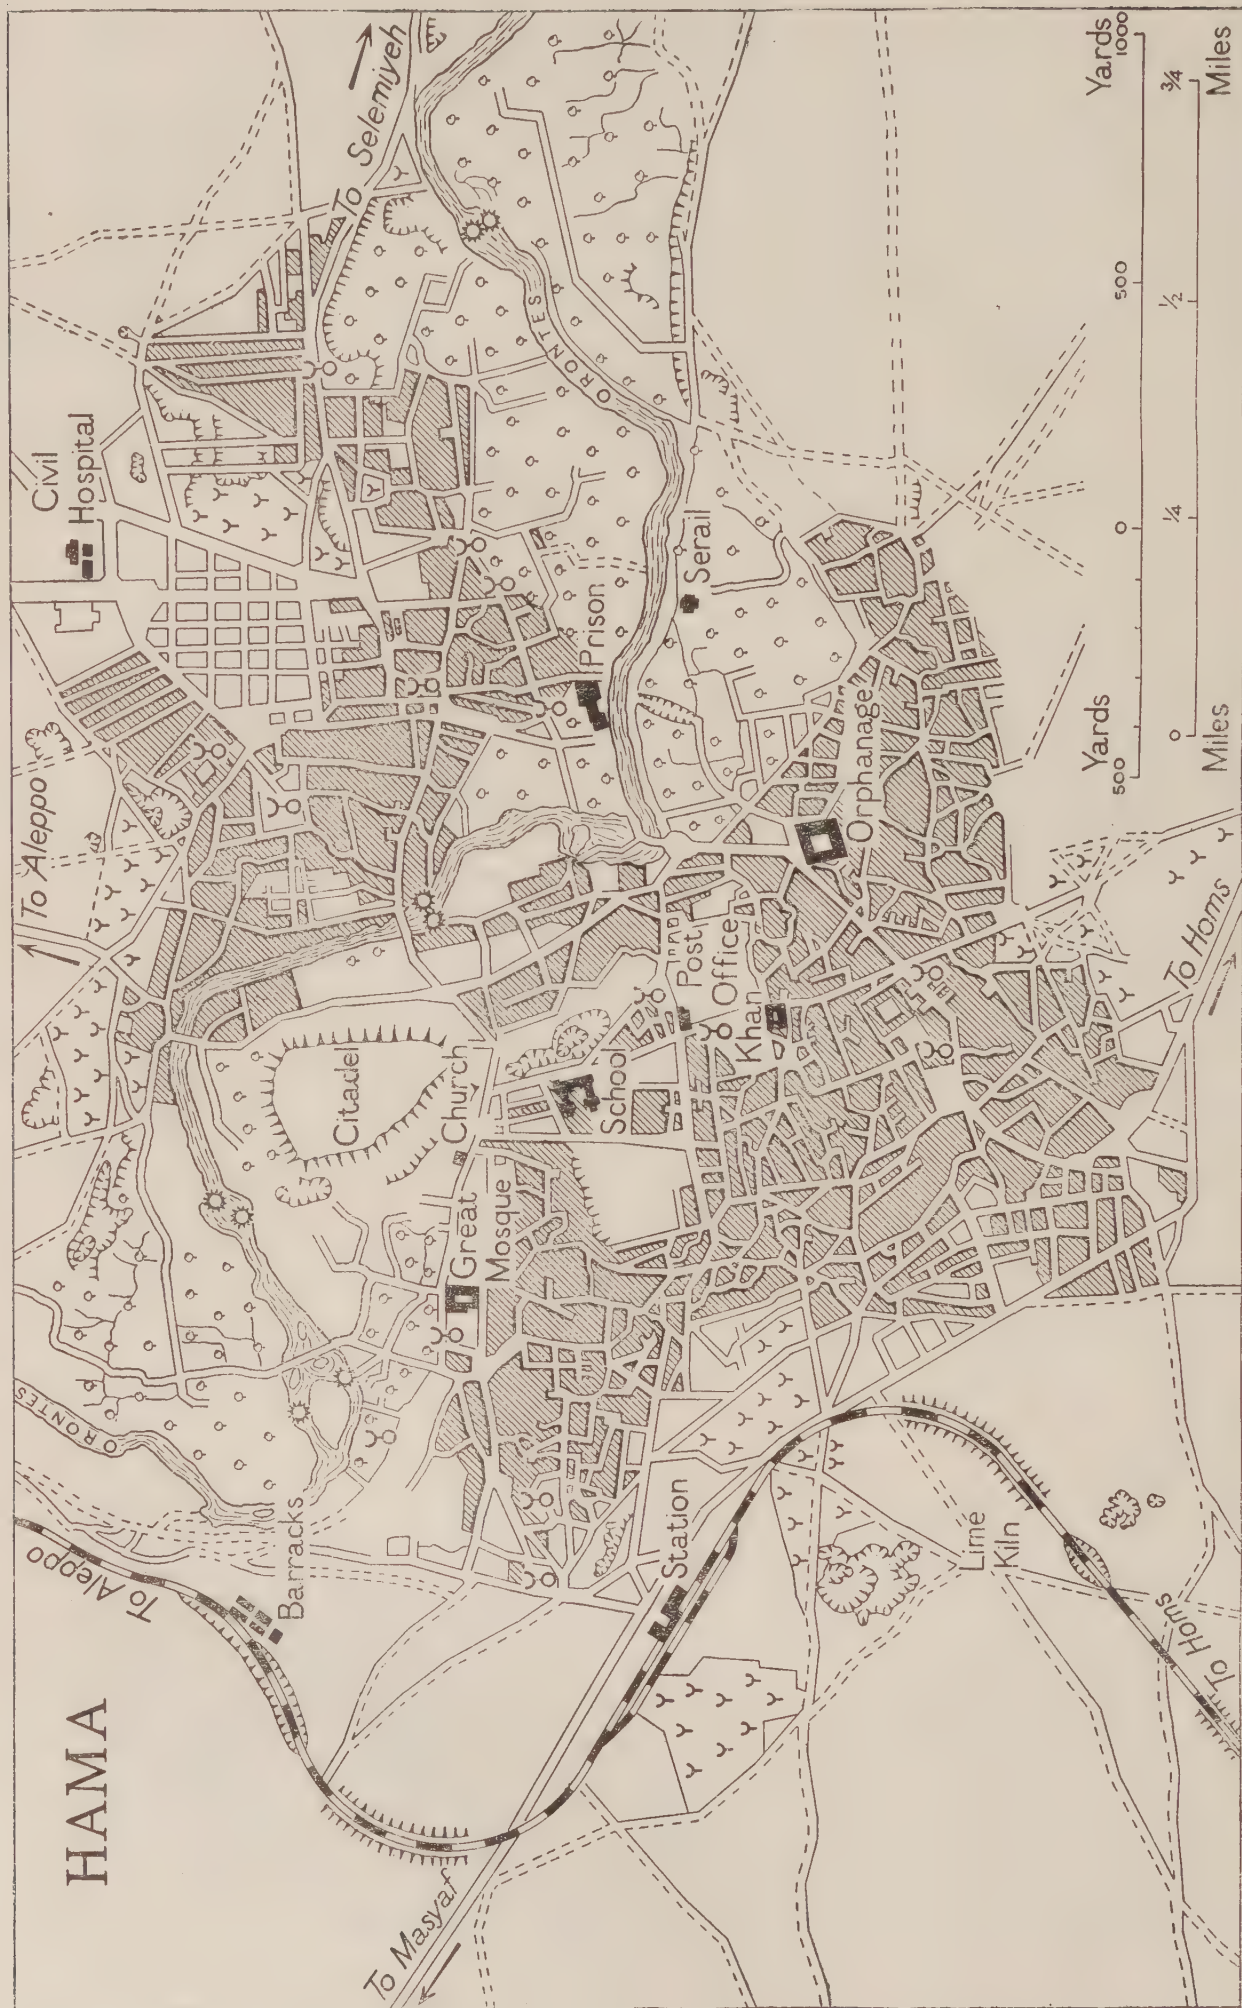 HAMA
To Aleppo
To Selemiyeh
Civil
Hospital
ORONTES
To Aleppo
Barracks
Citadel
Church
Great
Mosque
School
Prison
ORONTES
Serail
Post
Office
Khan
Orphanage
Station
To Masyaf
Lime
Kiln
To Homs
To Homs
Yards
500
0
500
1000
Yards
0
1/4
1/2
3/4
Miles
Miles